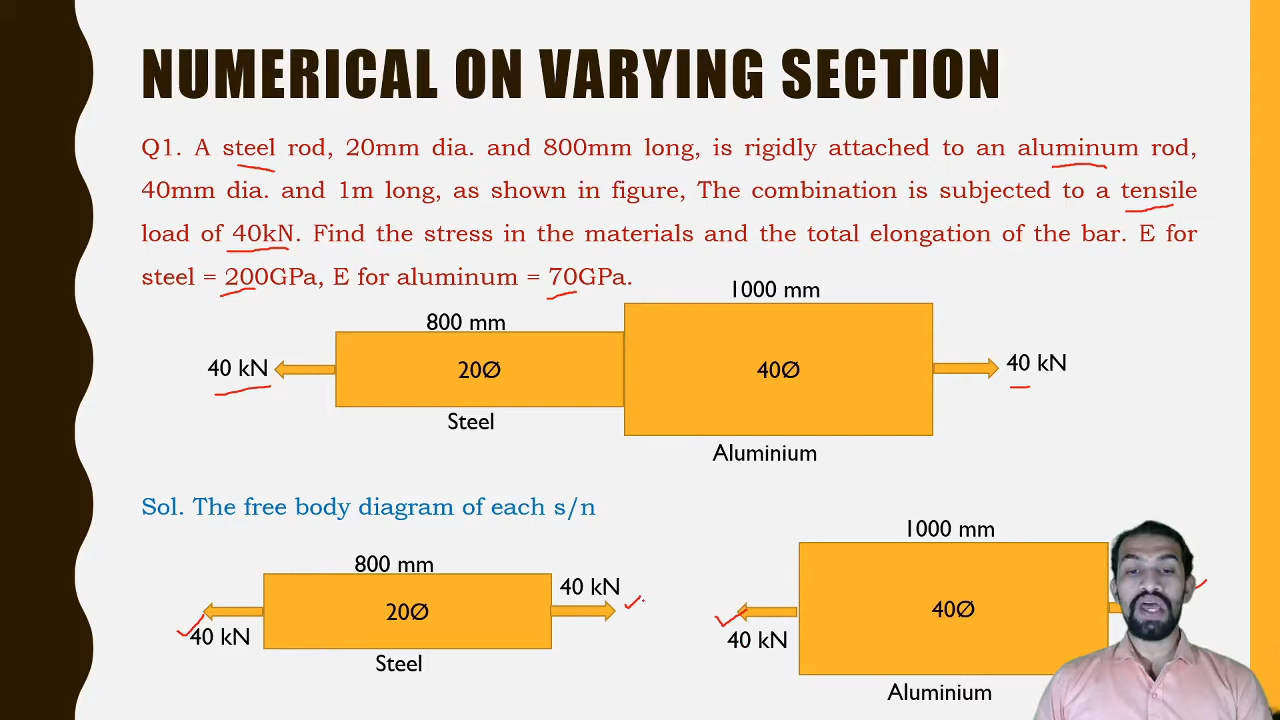 NUMERICAL ON VARYING SECTION
Q1. A steel rod, 20mm dia. and 800mm long, is rigidly attached to an aluminum rod,
40mm dia. and 1m long, as shown in figure, The combination is subjected to a tensile
load of 40kN. Find the stress in the materials and the total elongation of the bar. E for
steel = 200GPa, E for aluminum = 70GPa.
1000 mm
800 mm
40 kN
20Ø
40Ø
40 kN
Steel
Aluminium
Sol. The free body diagram of each s/n
1000 mm
800 mm
40 kN
20Ø
40 kN
Steel
40Ø
40 kN
Aluminium